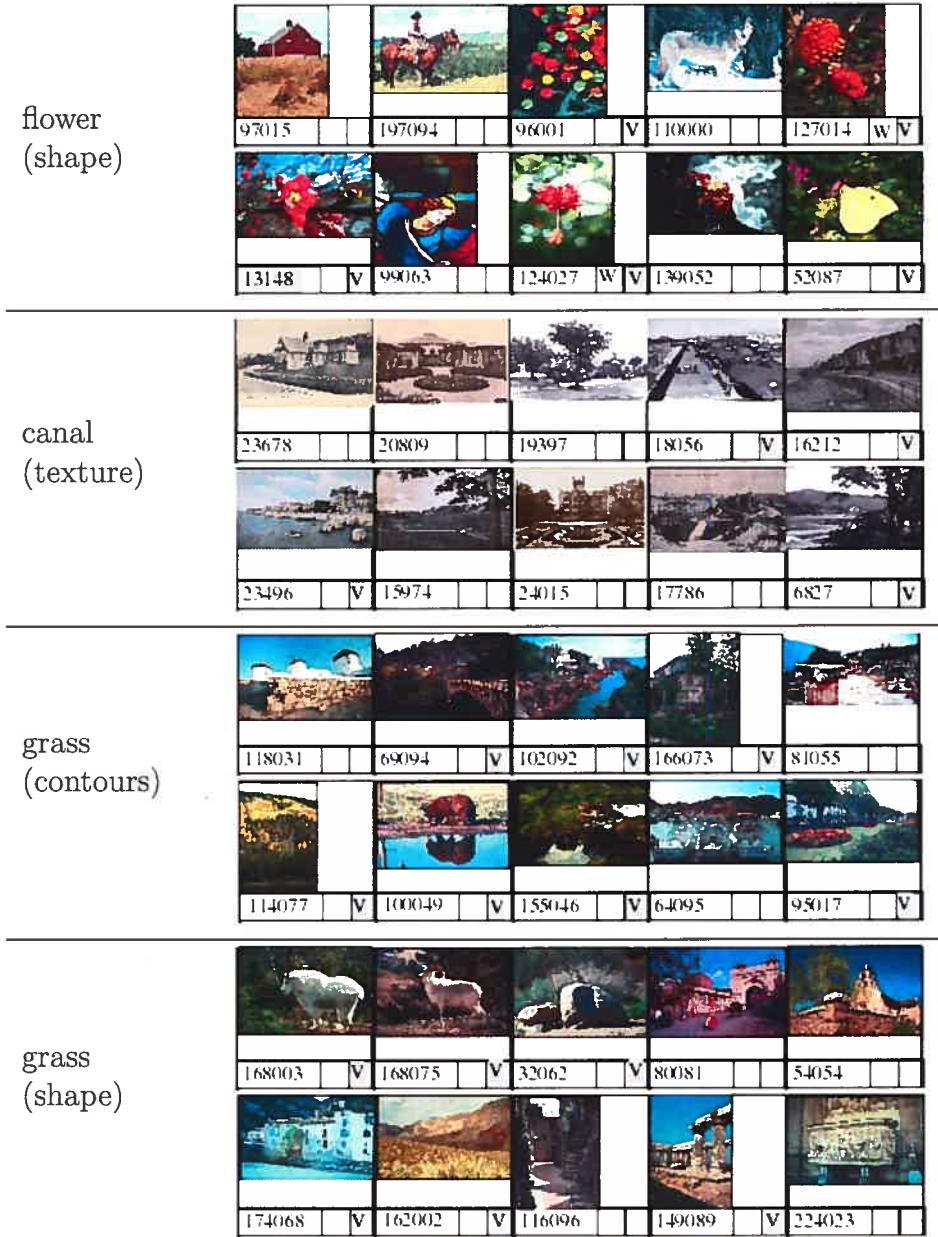 flower
(shape)
97015 197094 96001 V 110000 127014 W V
13148 V 99063 124027 W V 139052 52087 V
canal
(texture)
23678 20809 19397 18056 V 16212 V
23496 V 15974 24015 17786 6827 V
grass
(contours)
118031 69094 V 102092 V 166073 V 81055
114077 V 100049 V 155046 V 64095 95017 V
grass
(shape)
168003 V 168075 V 32062 V 80081 54054
174068 V 162002 V 116096 149089 V 224023